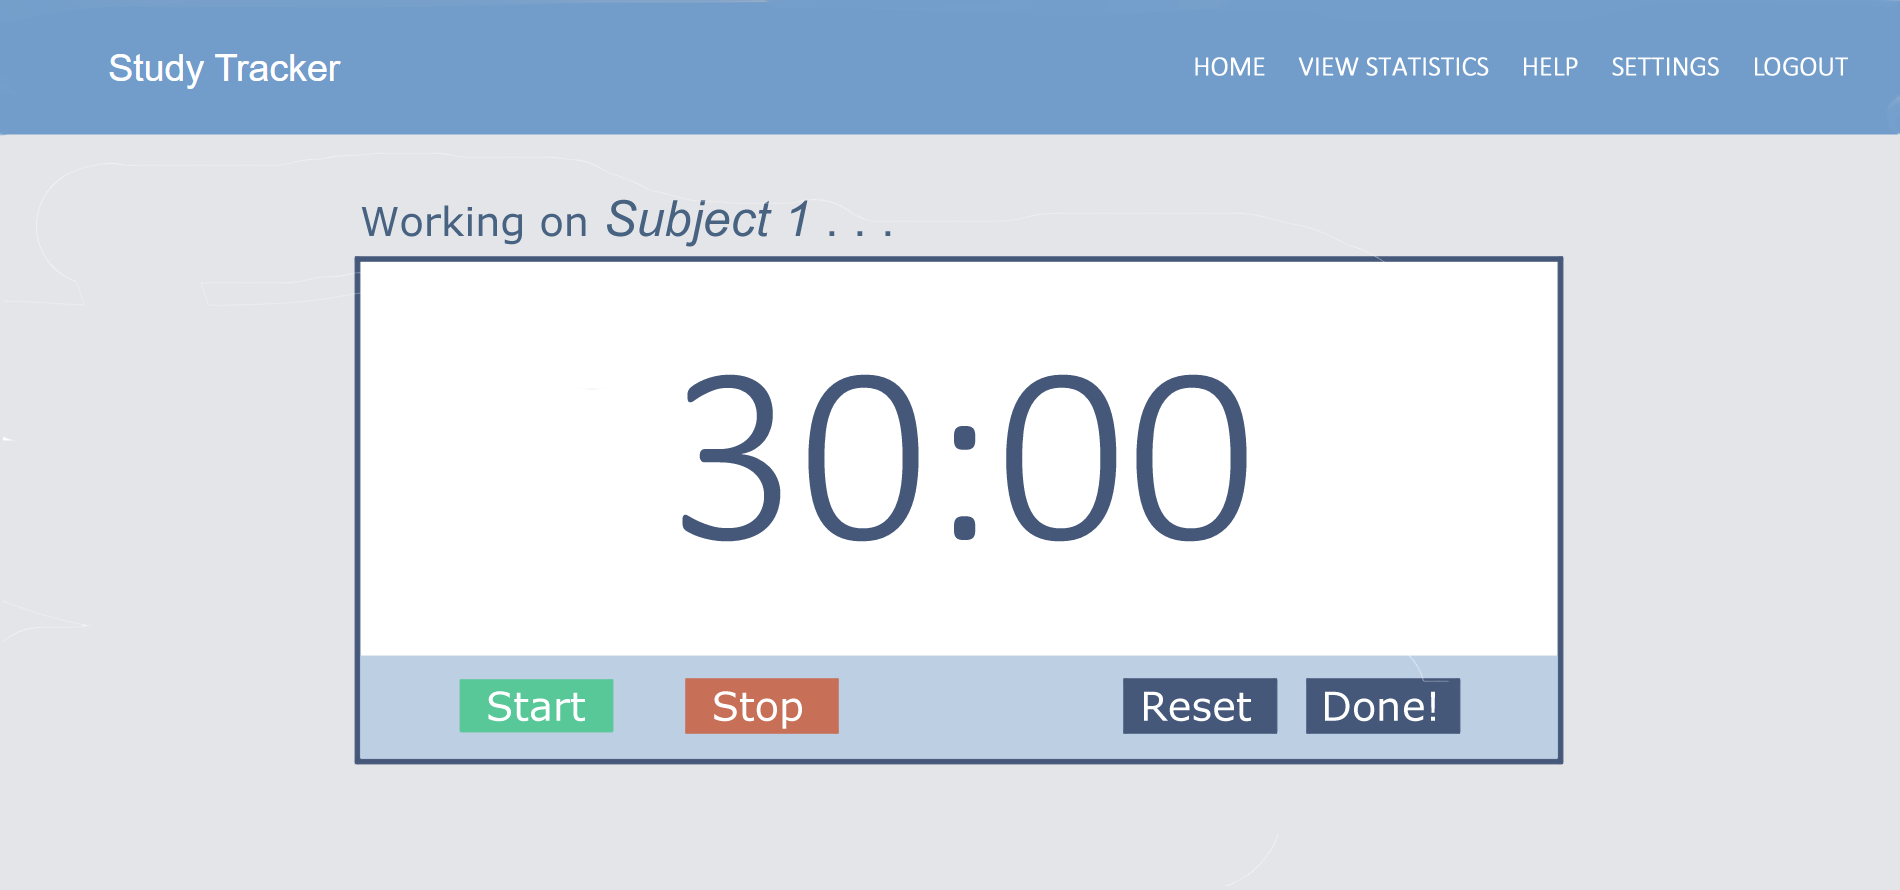 Study Tracker HOME VIEW STATISTICS HELP SETTINGS LOGOUT
Working on Subject 1 . . .
30:00
Start Stop Reset Done!